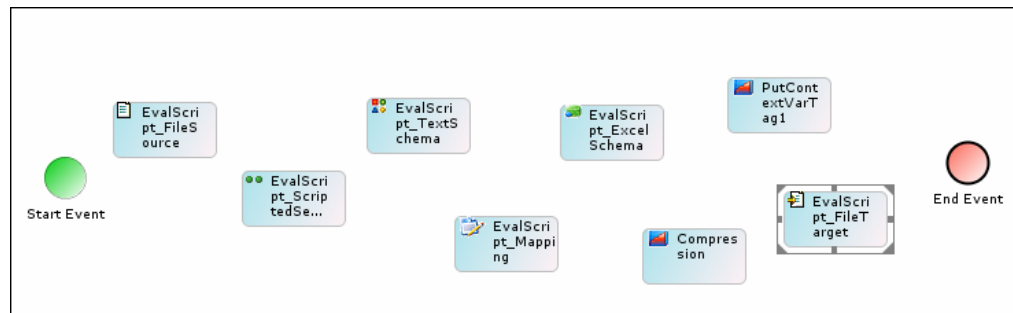 Start Event
EvalScri
pt_FileS
ource
EvalScri
pt_Scrip
tedSe...
EvalScri
pt_TextS
chema
EvalScri
pt_Mappi
ng
EvalScri
pt_Excel
Schema
Compres
sion
PutCont
extVarT
ag1
EvalScri
pt_FileT
arget
End Event